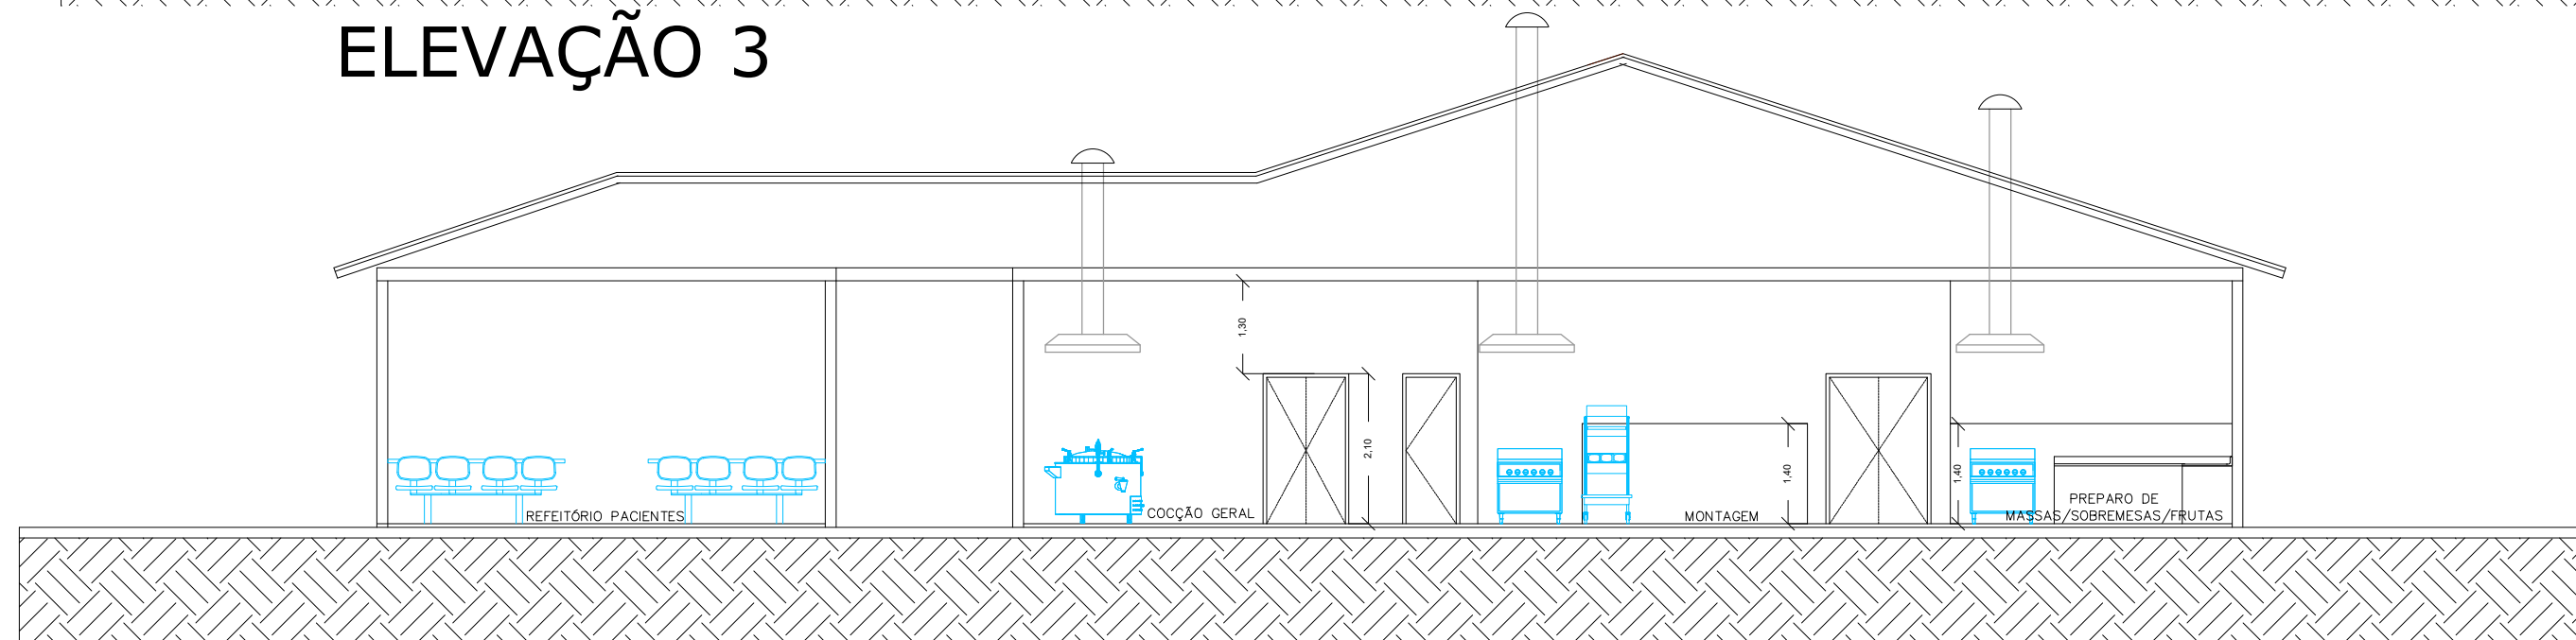 ELEVAÇÃO 3
1,30
2,10
1,40
1,40
REFEITÓRIO PACIENTES
COCÇÃO GERAL
MONTAGEM
PREPARO DE
MASSAS/SOBREMESAS/FRUTAS